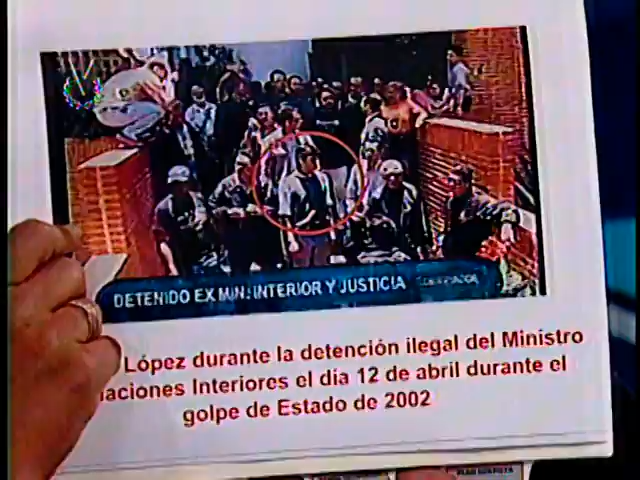 DETENIDO EX MIN. INTERIOR Y JUSTICIA
López durante la detención ilegal del Ministro
aciones Interiores el día 12 de abril durante el
golpe de Estado de 2002